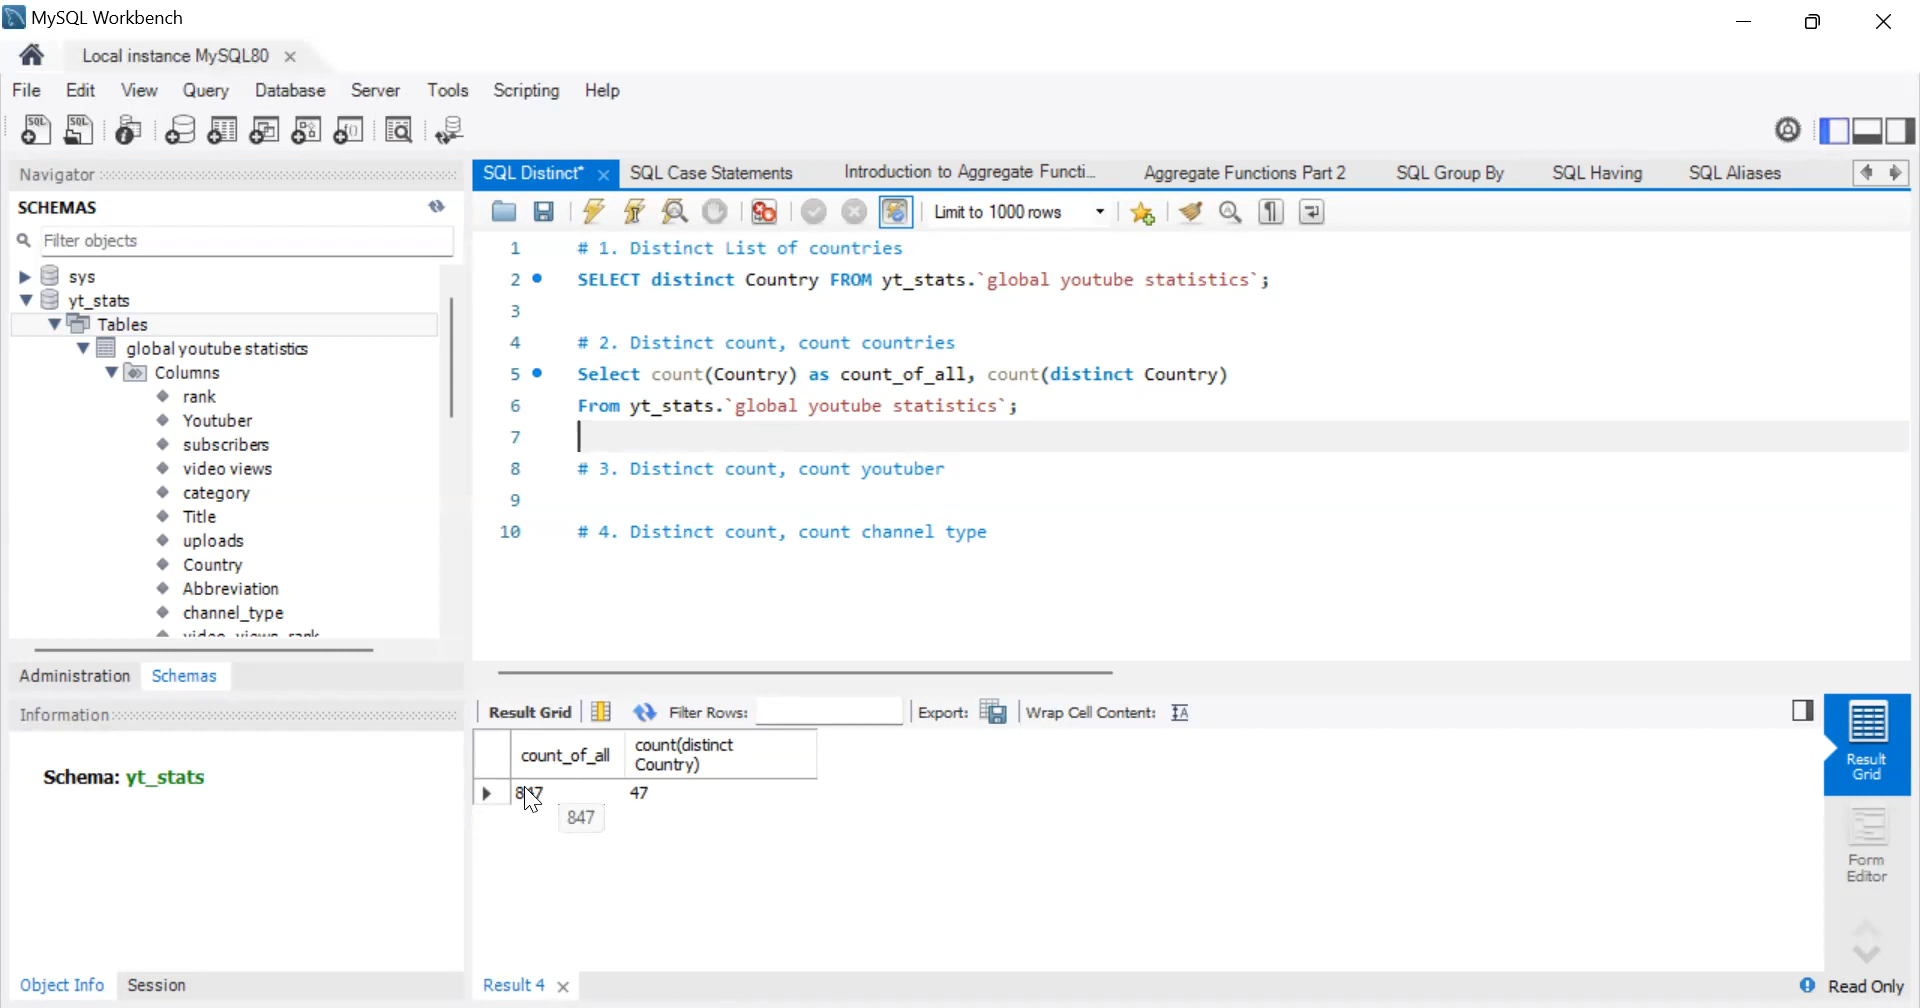 MySQL Workbench
Local instance MySQL80
File Edit View Query Database Server Tools Scripting Help
Navigator
SCHEMAS
Filter objects
sys
yt_stats
Tables
global youtube statistics
Columns
rank
Youtuber
subscribers
video views
category
Title
uploads
Country
Abbreviation
channel_type
Administration Schemas
Information
Schema: yt_stats
Object Info Session
SQL Distinct* SQL Case Statements Introduction to Aggregate Functi... Aggregate Functions Part 2 SQL Group By SQL Having SQL Aliases
Limit to 1000 rows
1 # 1. Distinct List of countries
2 SELECT distinct Country FROM yt_stats.`global youtube statistics`;
3
4 # 2. Distinct count, count countries
5 Select count(Country) as count_of_all, count(distinct Country)
6 From yt_stats.`global youtube statistics`;
7
8 # 3. Distinct count, count youtuber
9
10 # 4. Distinct count, count channel type
Result Grid Filter Rows: Export: Wrap Cell Content:
count_of_all count(distinct
Country)
847 47
847
Result
Grid
Form
Editor
Result 4
Read Only